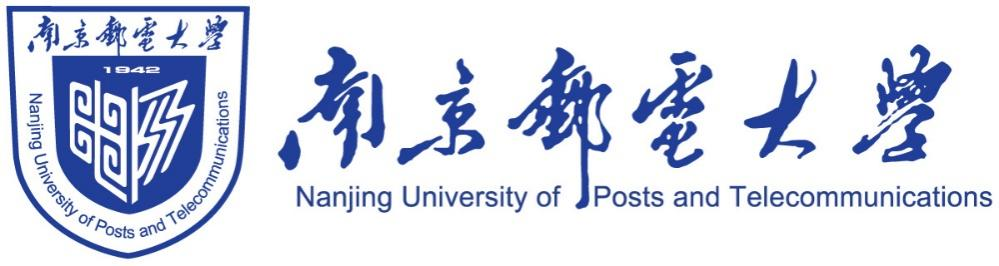 南京郵電大學
1942
Nanjing University of Posts and Telecommunications
南京郵電大學
Nanjing University of Posts and Telecommunications